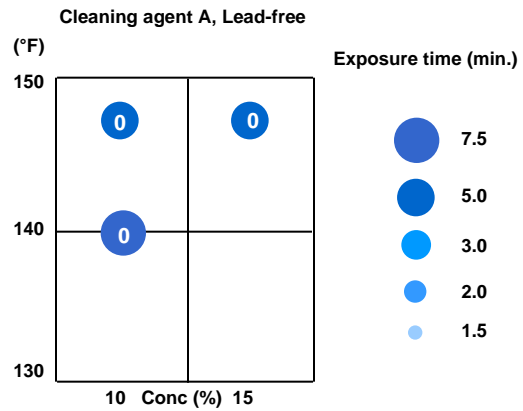 Cleaning agent A, Lead-free
(°F)
Exposure time (min.)
150
0 0
7.5
5.0
140
0
3.0
2.0
1.5
130
10 Conc (%) 15